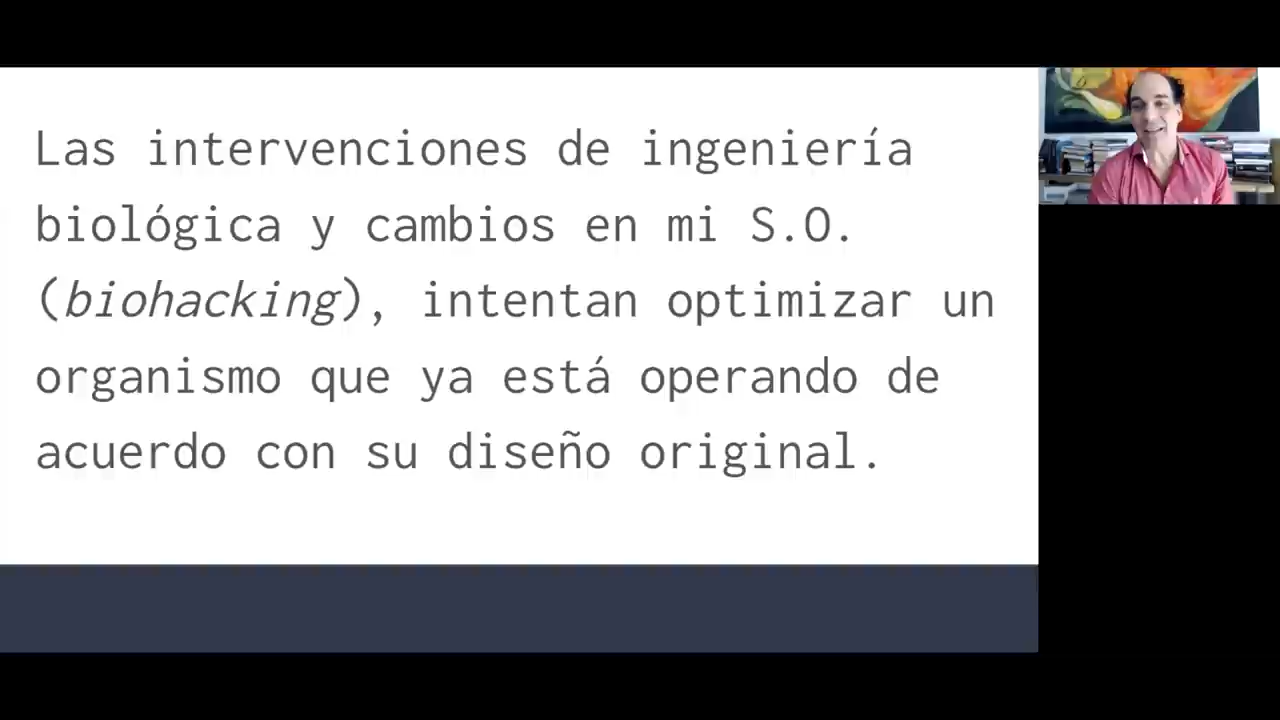 Las intervenciones de ingeniería
biológica y cambios en mi S.O.
(biohacking), intentan optimizar un
organismo que ya está operando de
acuerdo con su diseño original.